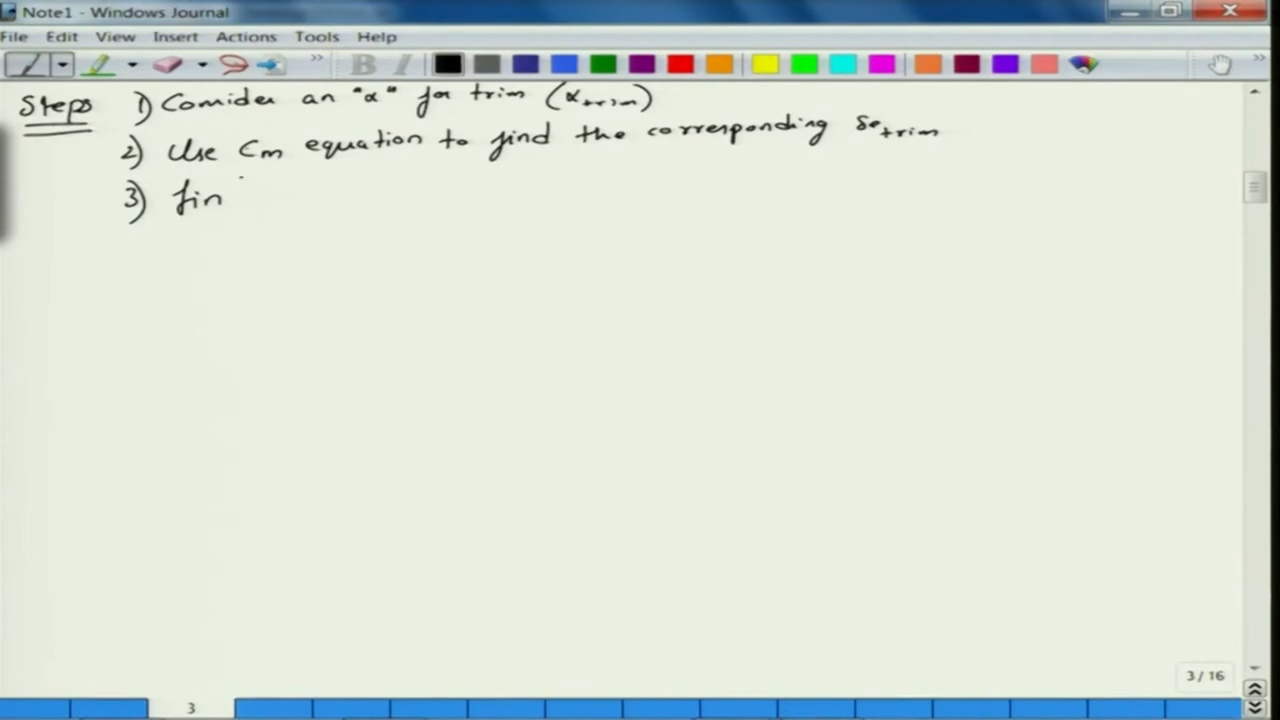 Note1 - Windows Journal
File Edit View Insert Actions Tools Help
B I
Steps 1) Consider an "α" for trim (αtrim)
2) Use Cm equation to find the corresponding δetrim
3) fin
3 / 16
3